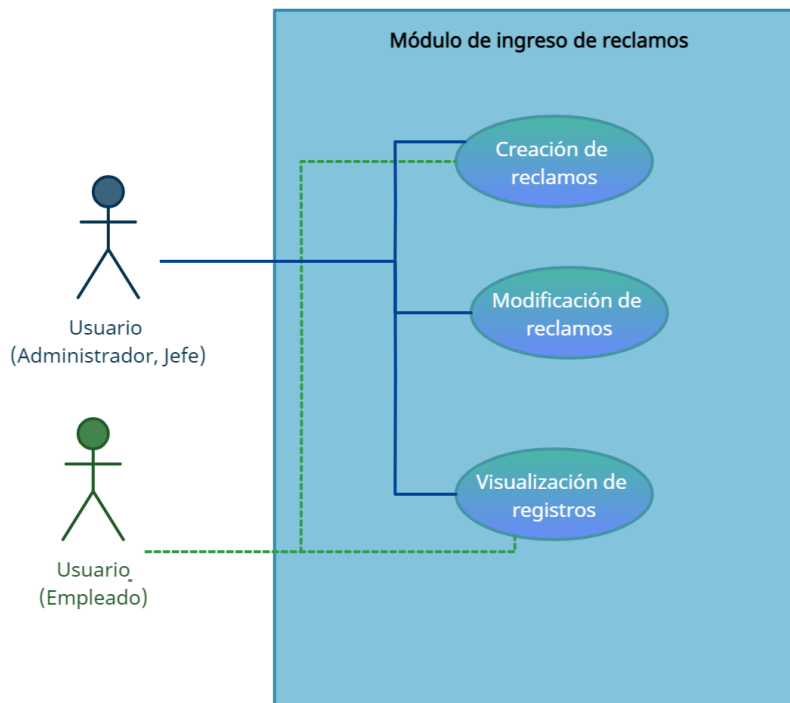 Módulo de ingreso de reclamos
Creación de
reclamos
Modificación de
reclamos
Visualización de
registros
Usuario
(Administrador, Jefe)
Usuario
(Empleado)